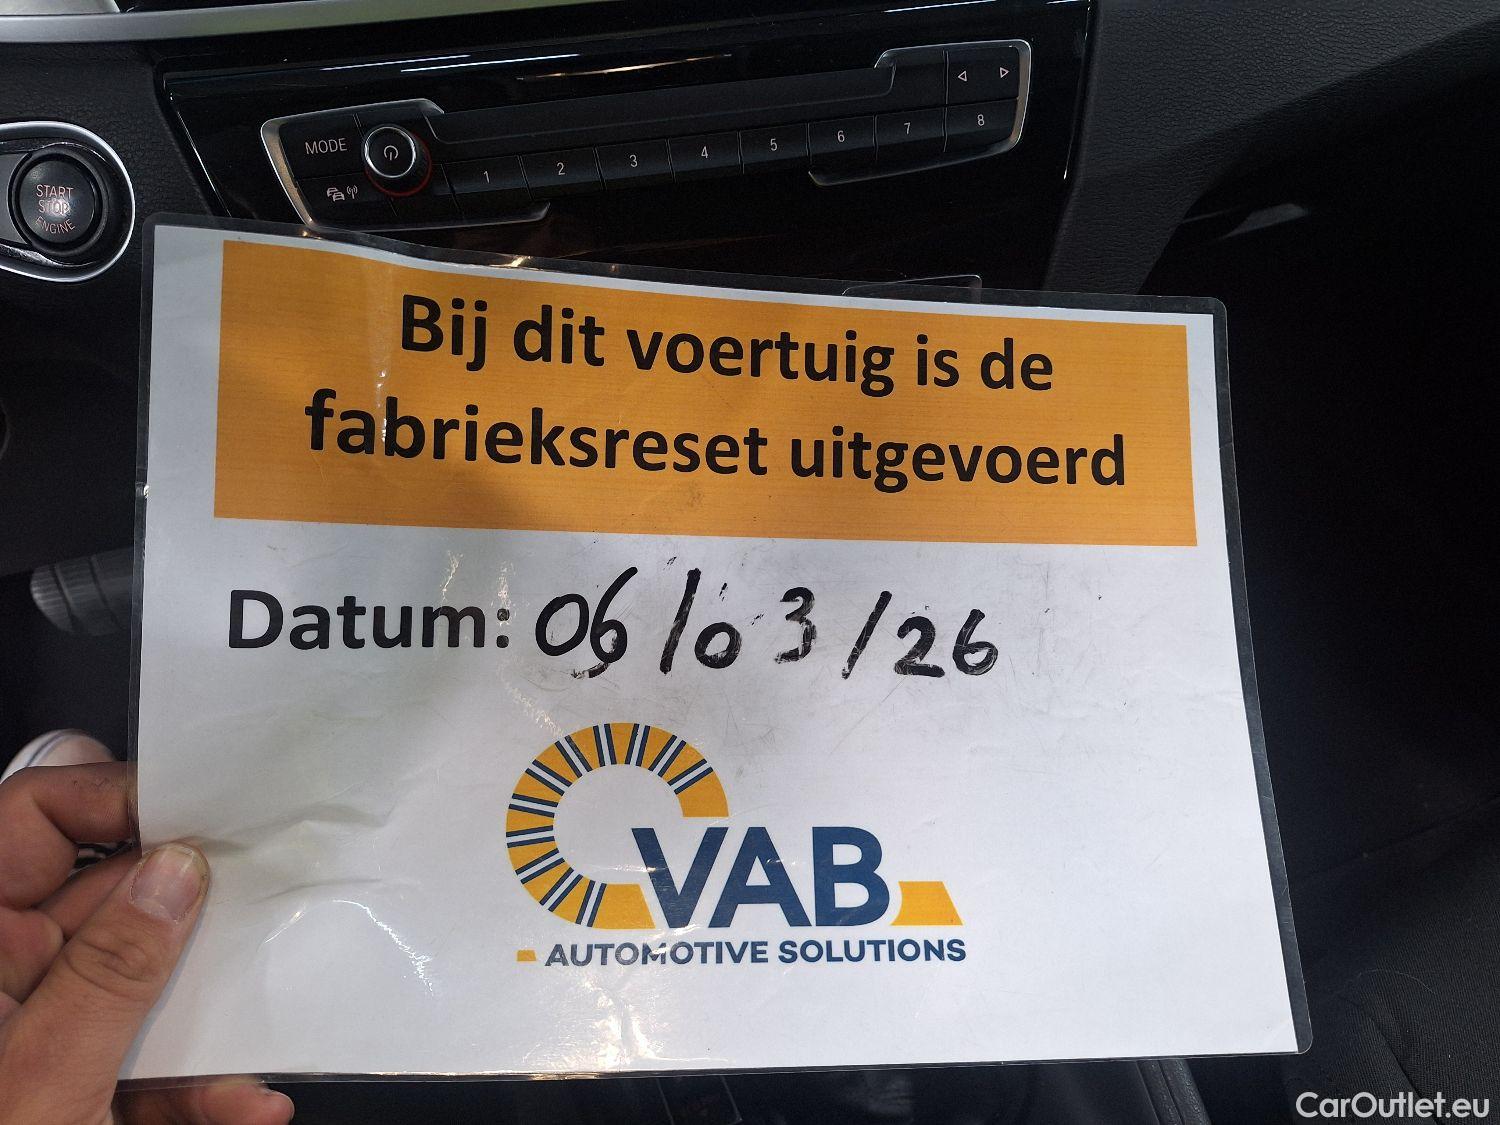 MODE
1 2 3 4 5 6 7 8
START
STOP
ENGINE
Bij dit voertuig is de
fabrieksreset uitgevoerd
Datum: 06/03/26
VAB
AUTOMOTIVE SOLUTIONS
CarOutlet.eu